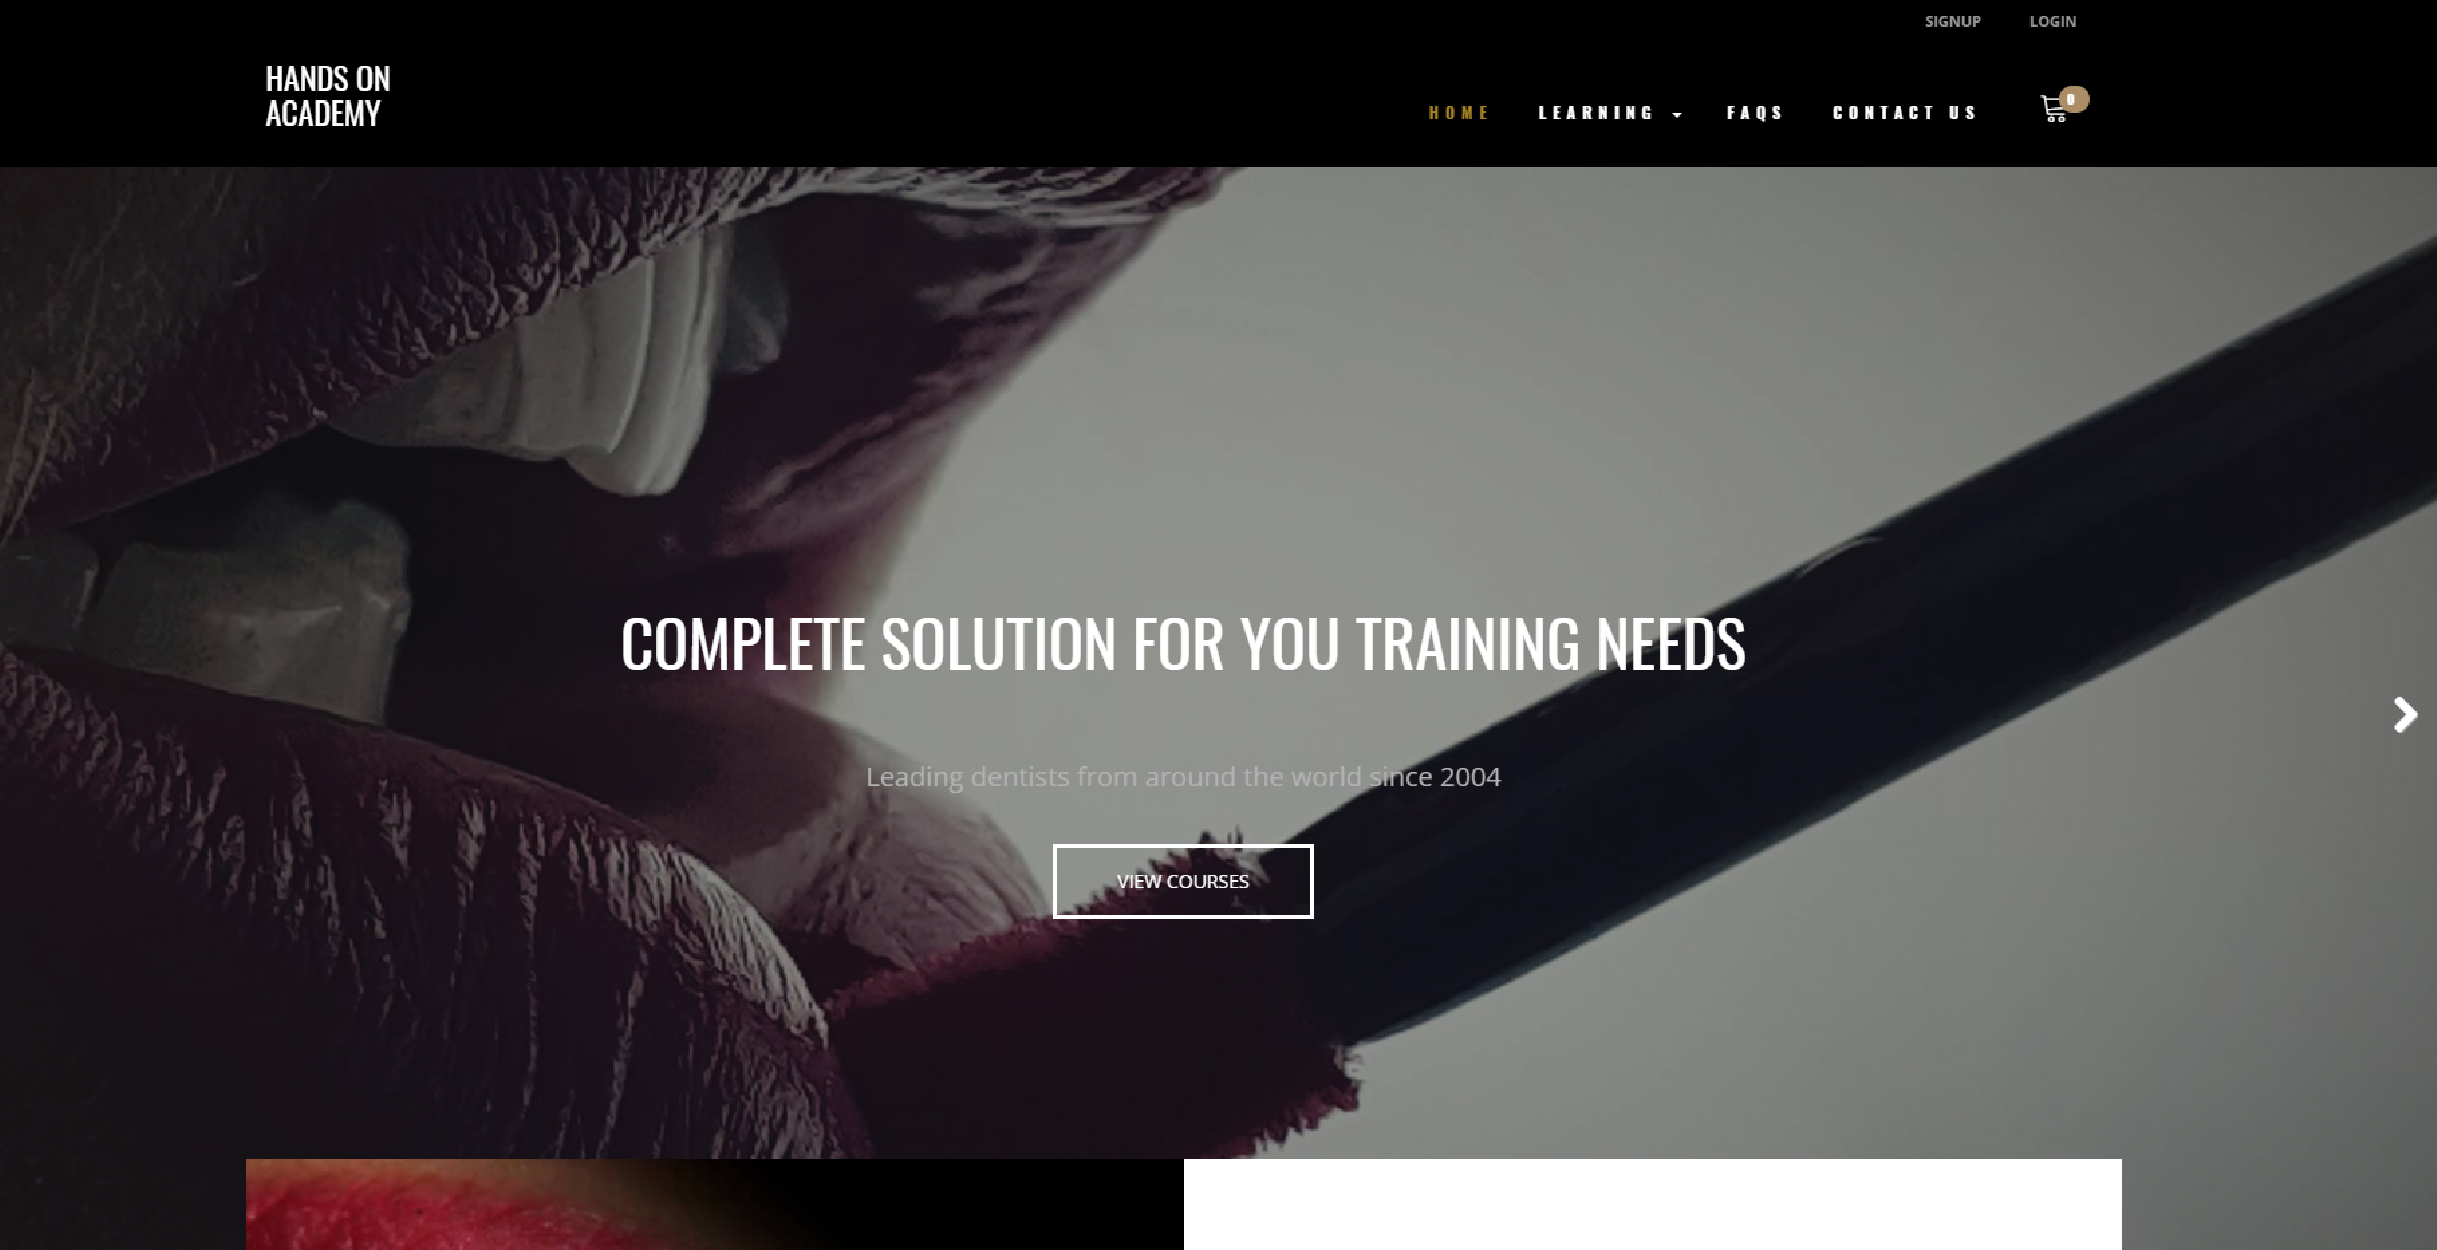 SIGNUP LOGIN
HANDS ON
ACADEMY
HOME LEARNING FAQS CONTACT US 0
COMPLETE SOLUTION FOR YOU TRAINING NEEDS
Leading dentists from around the world since 2004
VIEW COURSES